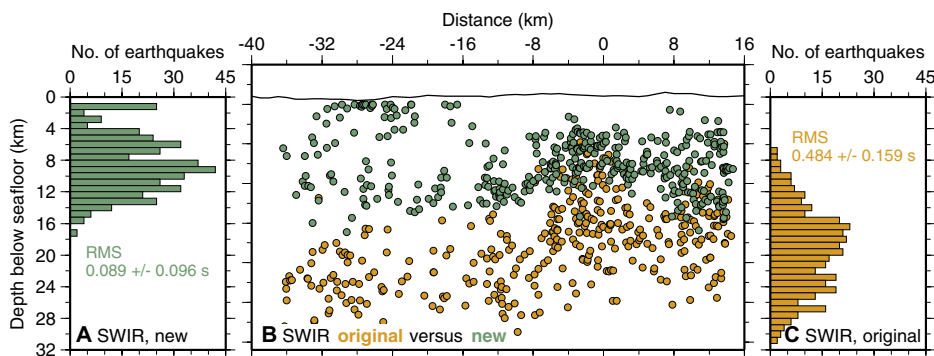 Distance (km)
No. of earthquakes
-40 -32 -24 -16 -8 0 8 16
No. of earthquakes
0 15 30 45
0 15 30 45
Depth below seafloor (km)
0
4
8
12
16
20
24
28
32
RMS
0.089 +/- 0.096 s
RMS
0.484 +/- 0.159 s
A SWIR, new
B SWIR original versus new
C SWIR, original